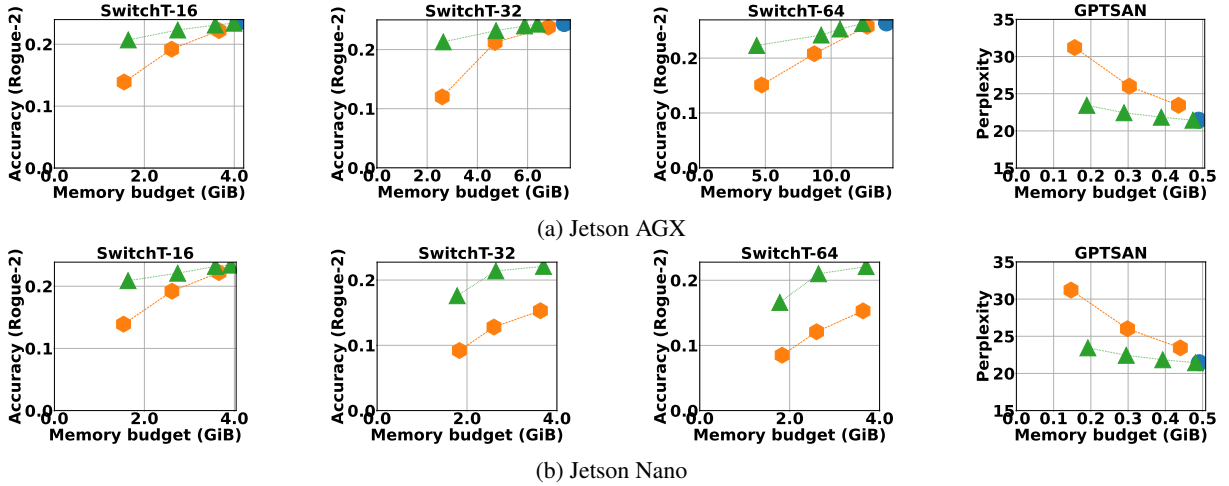 SwitchT-16 SwitchT-32 SwitchT-64 GPTSAN
Accuracy (Rogue-2) 0.2 0.1 0.0
0.0 2.0 4.0
Memory budget (GiB)
Accuracy (Rogue-2) 0.2 0.1 0.0
0.0 2.0 4.0 6.0
Memory budget (GiB)
Accuracy (Rogue-2) 0.2 0.1 0.0
5.0 10.0
Memory budget (GiB)
Perplexity 35 30 25 20 15
0.0 0.1 0.2 0.3 0.4 0.5
Memory budget (GiB)
(a) Jetson AGX
SwitchT-16 SwitchT-32 SwitchT-64 GPTSAN
Accuracy (Rogue-2) 0.2 0.1 0.0
0.0 2.0 4.0
Memory budget (GiB)
Accuracy (Rogue-2) 0.2 0.1 0.0
0.0 2.0 4.0
Memory budget (GiB)
Accuracy (Rogue-2) 0.2 0.1 0.0
0.0 2.0 4.0
Memory budget (GiB)
Perplexity 35 30 25 20 15
0.0 0.1 0.2 0.3 0.4 0.5
Memory budget (GiB)
(b) Jetson Nano